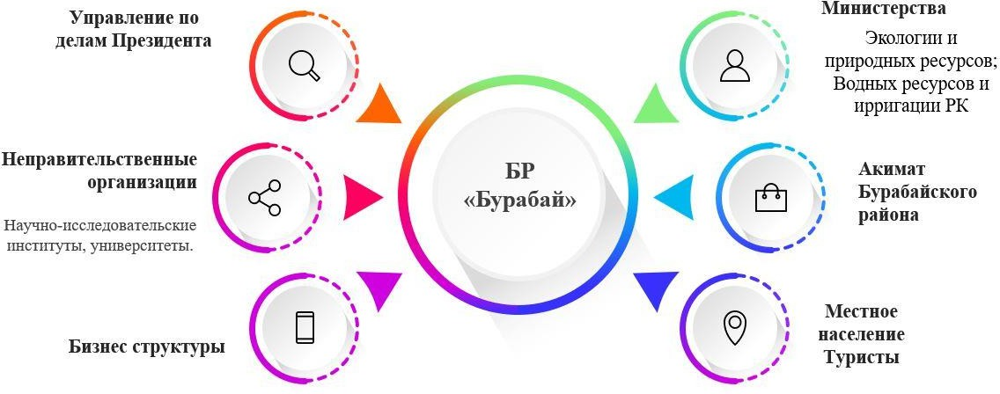 Управление по
делам Президента
Неправительственные
организации
Научно-исследовательские
институты, университеты.
Бизнес структуры
БР
«Бурабай»
Министерства
Экологии и
природных ресурсов;
Водных ресурсов и
ирригации РК
Акимат
Бурабайского
района
Местное
население
Туристы